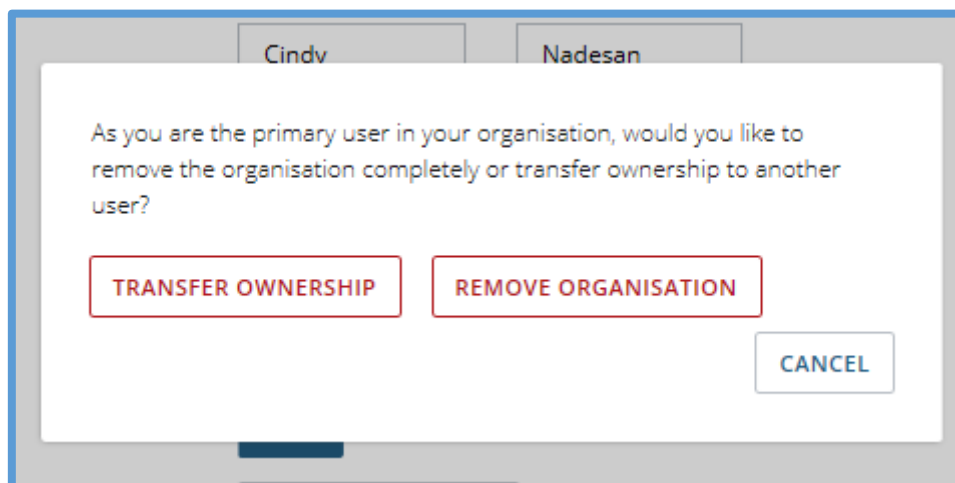 Cindy Nadesan
As you are the primary user in your organisation, would you like to
remove the organisation completely or transfer ownership to another
user?
TRANSFER OWNERSHIP REMOVE ORGANISATION
CANCEL